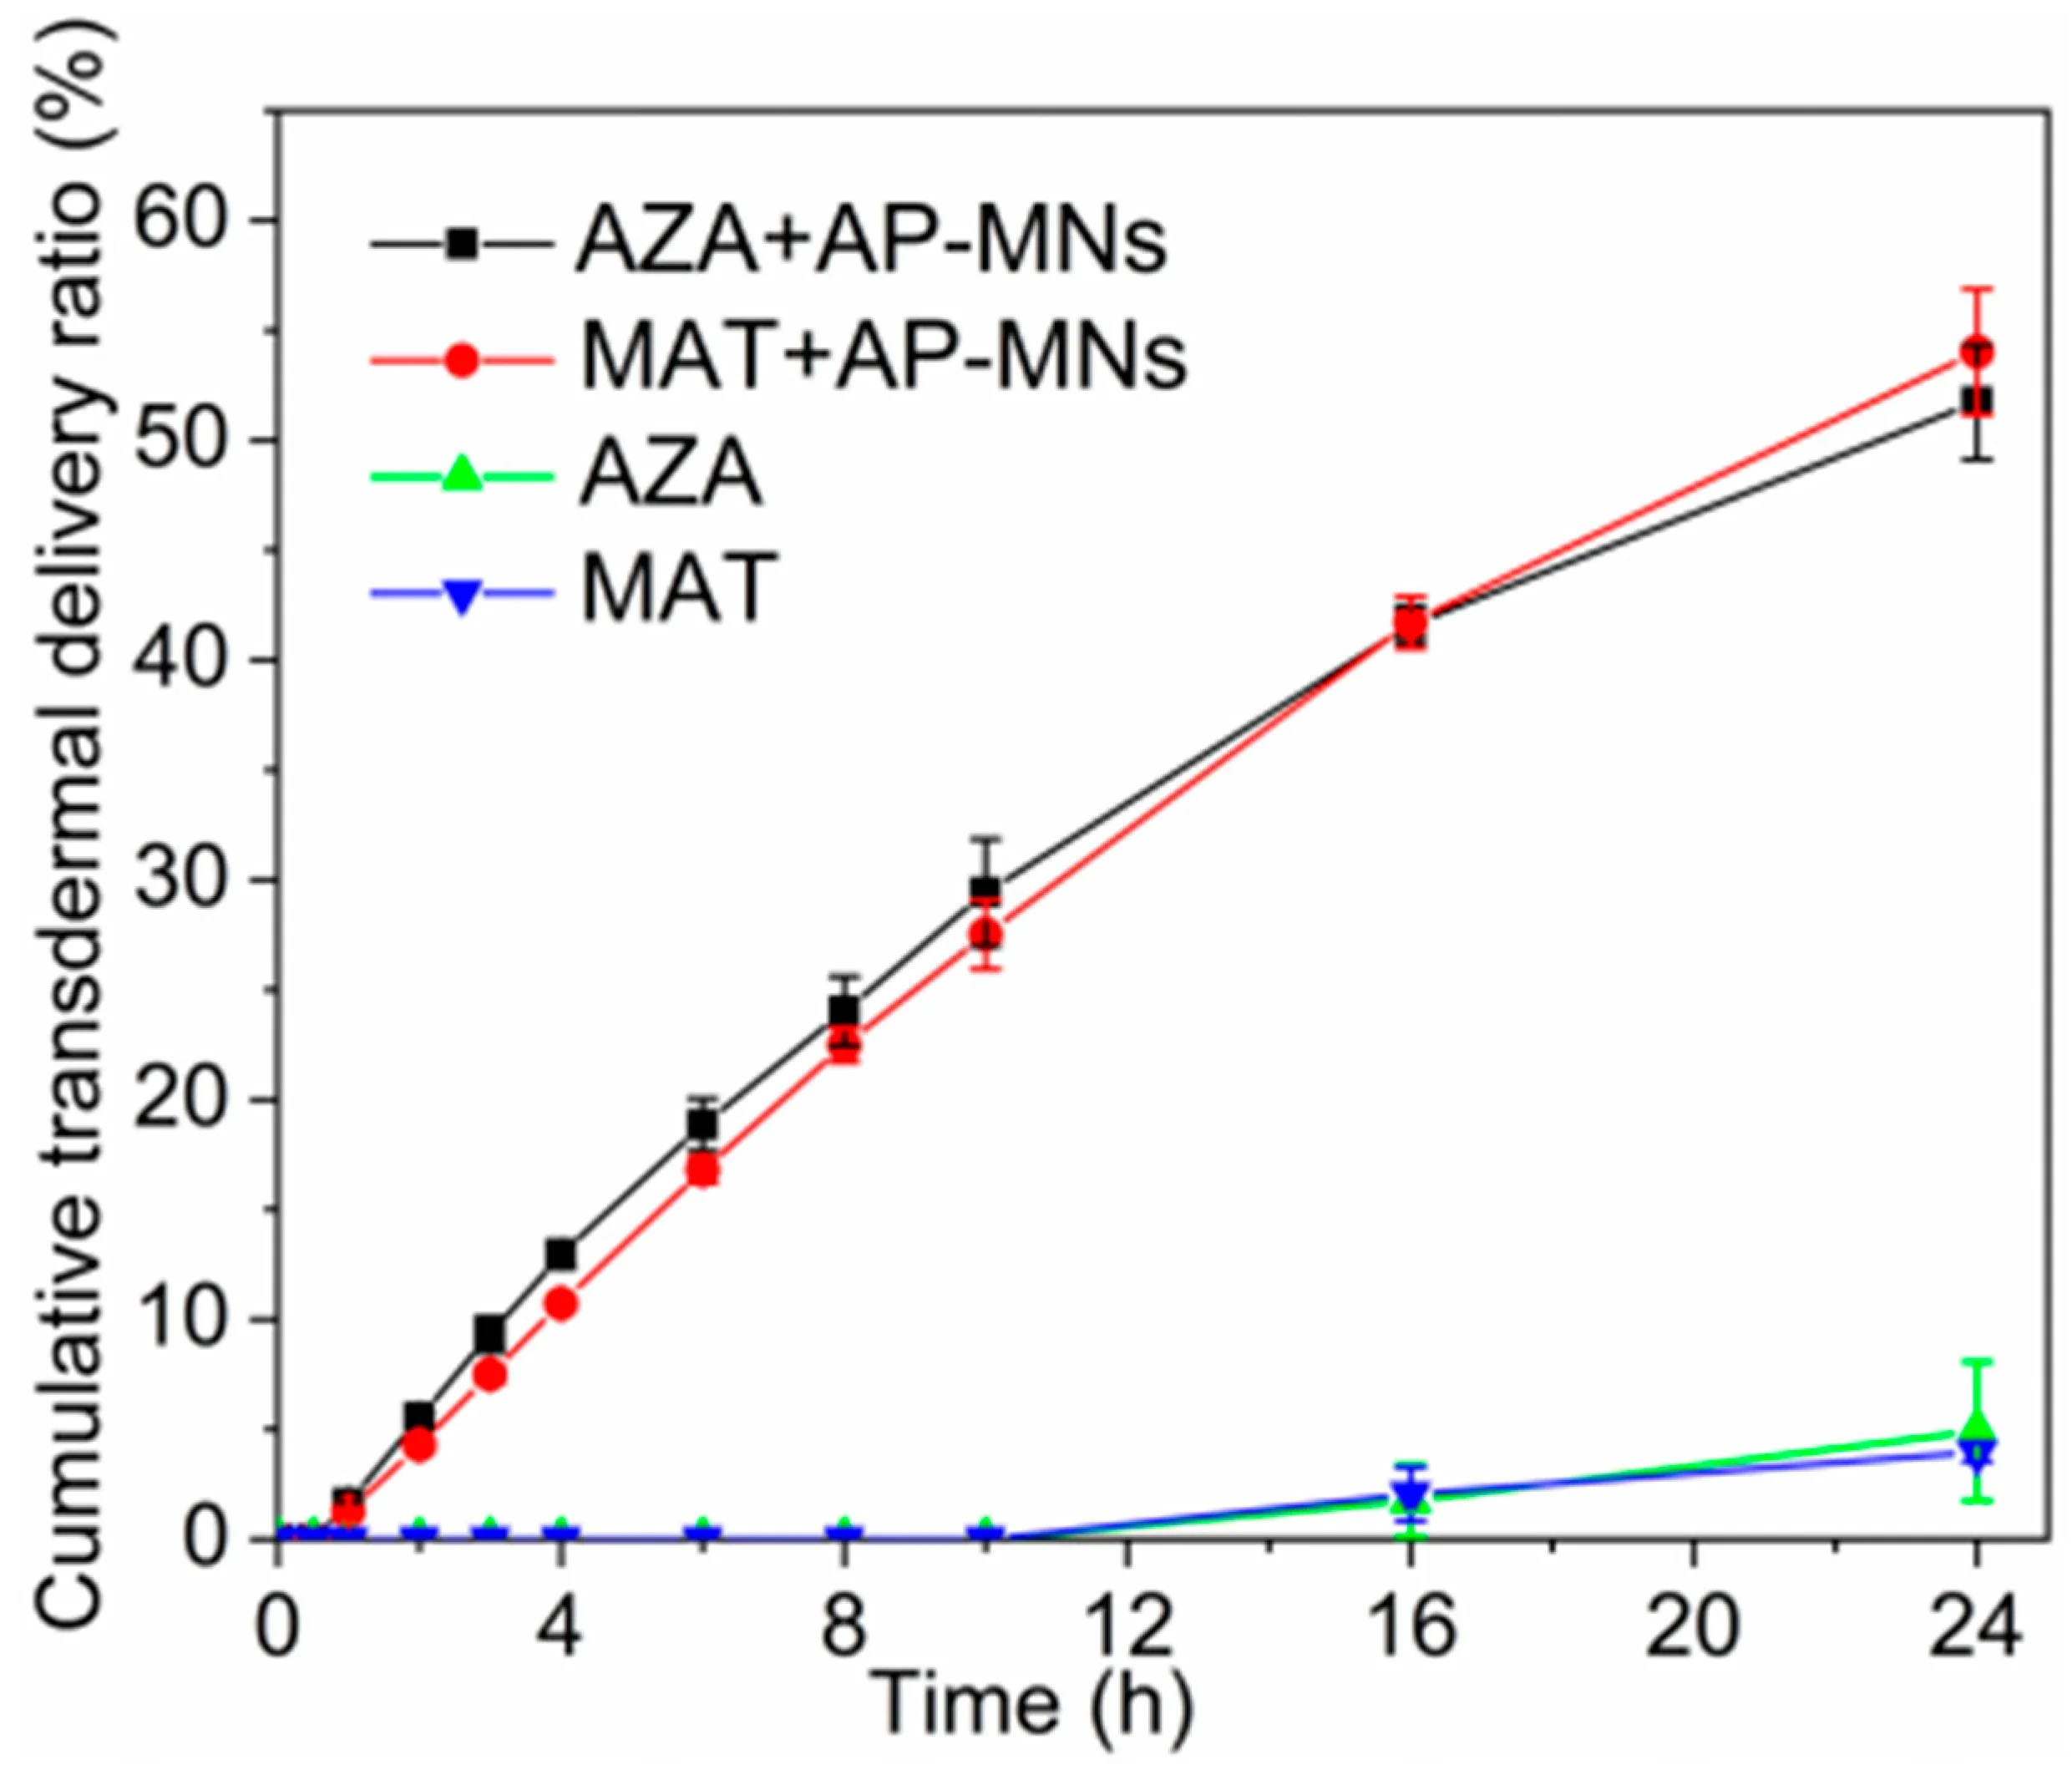 Cumulative transdermal delivery ratio (%)
60
50
40
30
20
10
0
AZA+AP-MNs
MAT+AP-MNs
AZA
MAT
0 4 8 12 16 20 24
Time (h)